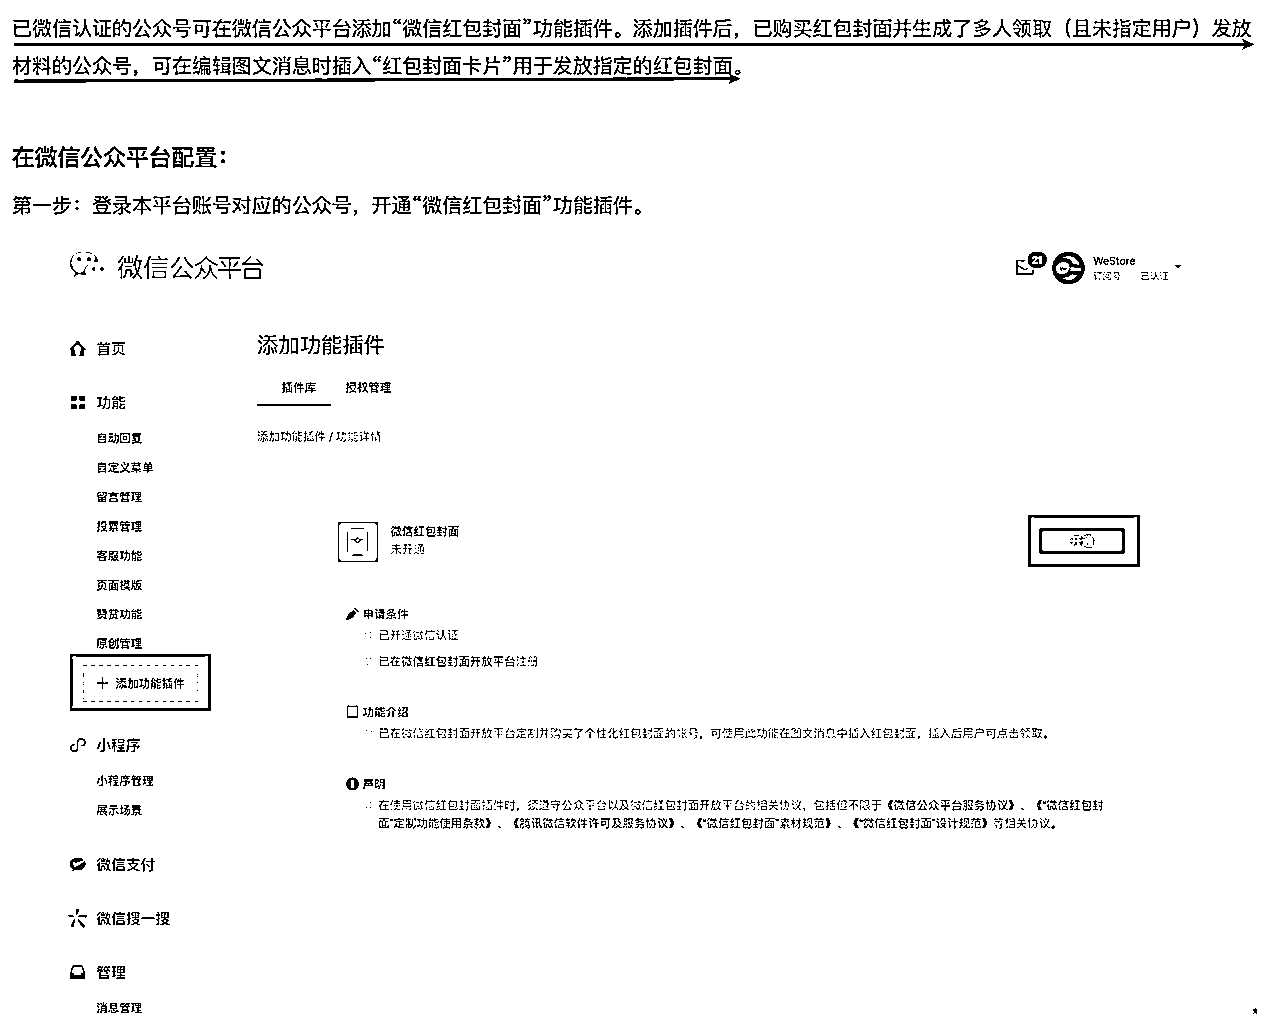 已微信认证的公众号可在微信公众平台添加“微信红包封面”功能插件。添加插件后，已购买红包封面并生成了多人领取（且未指定用户）发放
材料的公众号，可在编辑图文消息时插入“红包封面卡片”用于发放指定的红包封面。
在微信公众平台配置：
第一步：登录本平台账号对应的公众号，开通“微信红包封面”功能插件。
微信公众平台
21
WeStore
订阅号 已认证
首页
添加功能插件
插件库 授权管理
功能
自动回复
添加功能插件 / 功能详情
自定义菜单
留言管理
投票管理
微信红包封面
未开通
客服功能
页面模版
赞赏功能
申请条件
已开通微信认证
原创管理
已在微信红包封面开放平台注册
添加功能插件
功能介绍
已在微信红包封面开放平台定制并购买了个性化红包封面的帐号，可使用此功能在图文消息中插入红包封面，插入后用户可点击领取。
小程序
小程序管理
声明
展示场景
在使用微信红包封面插件时，须遵守公众平台以及微信红包封面开放平台的相关协议，包括但不限于《微信公众平台服务协议》、《“微信红包封
面”定制功能使用条款》、《腾讯微信软件许可及服务协议》、《“微信红包封面”素材规范》、《“微信红包封面”设计规范》等相关协议。
微信支付
微信搜一搜
管理
消息管理